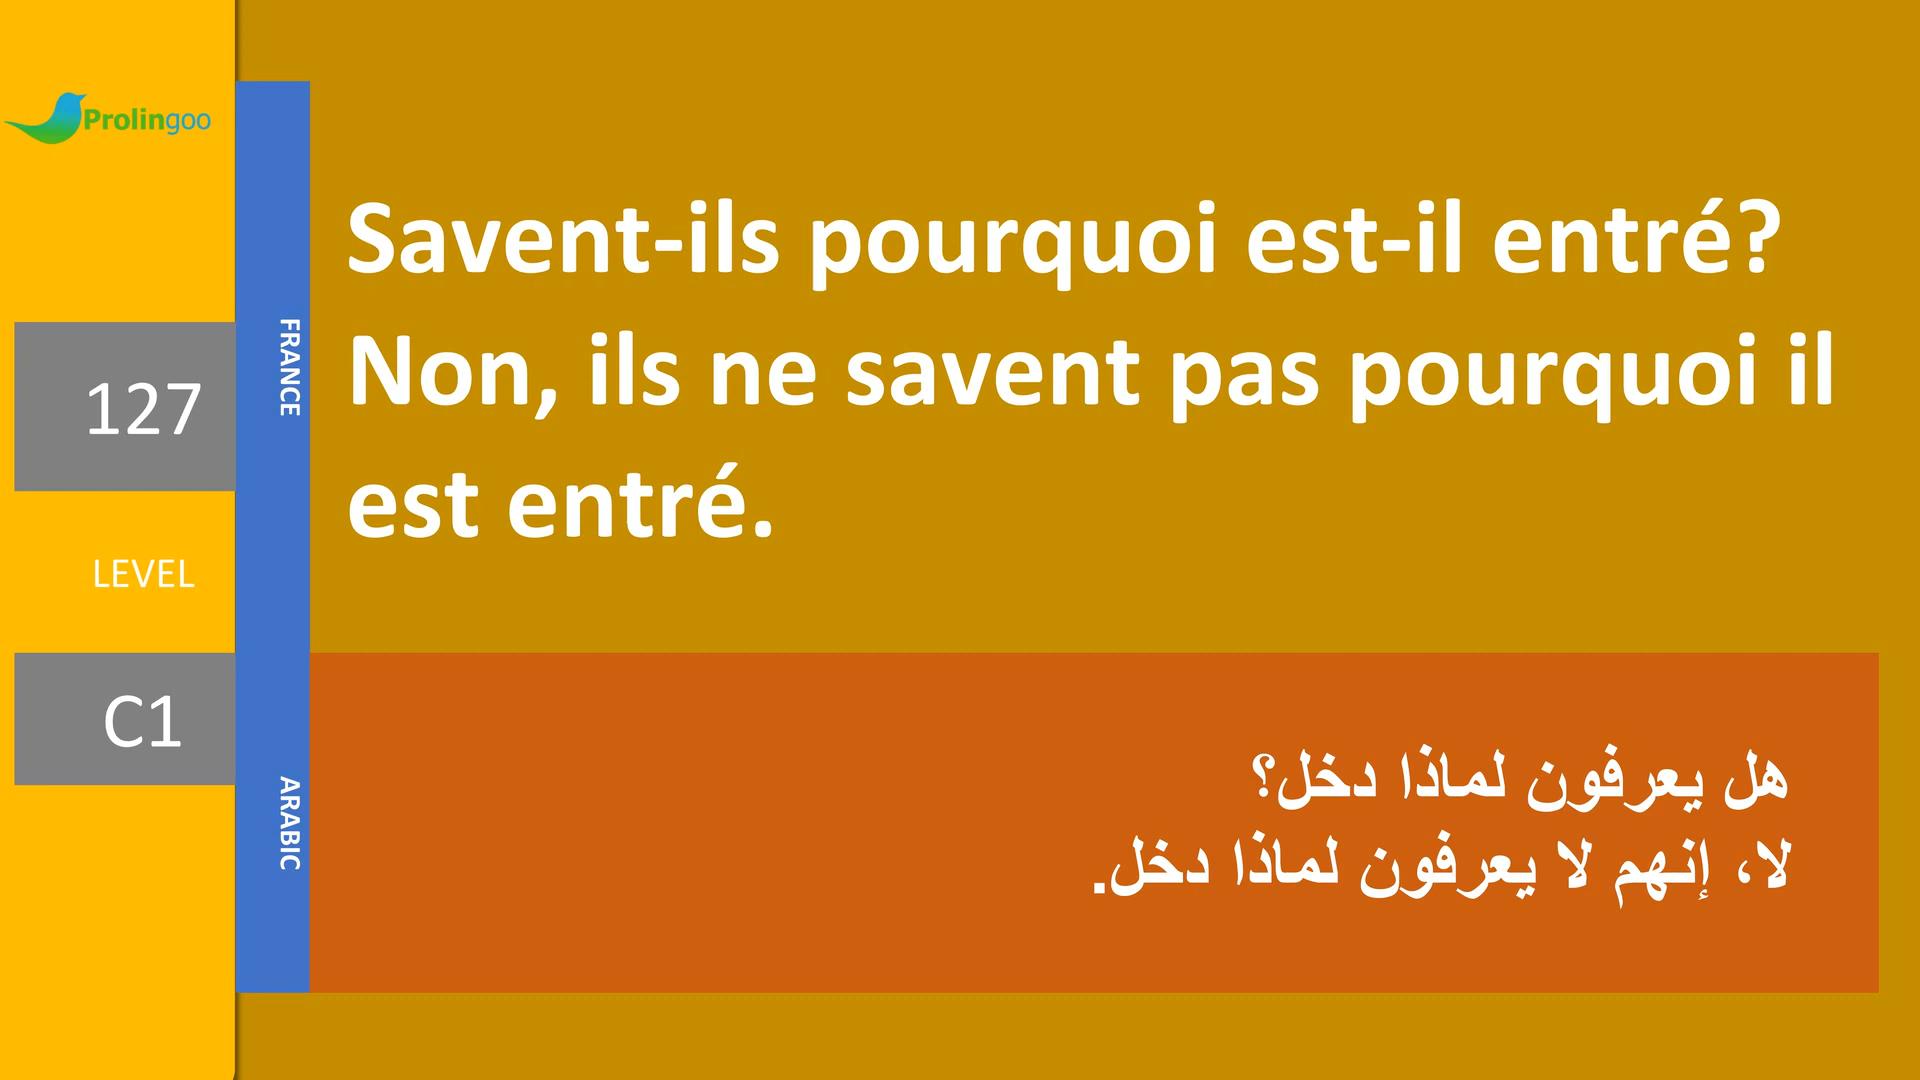 Prolingoo
127
LEVEL
C1
FRANCE
ARABIC
Savent-ils pourquoi est-il entré?
Non, ils ne savent pas pourquoi il
est entré.
هل يعرفون لماذا دخل؟
لا، إنهم لا يعرفون لماذا دخل.